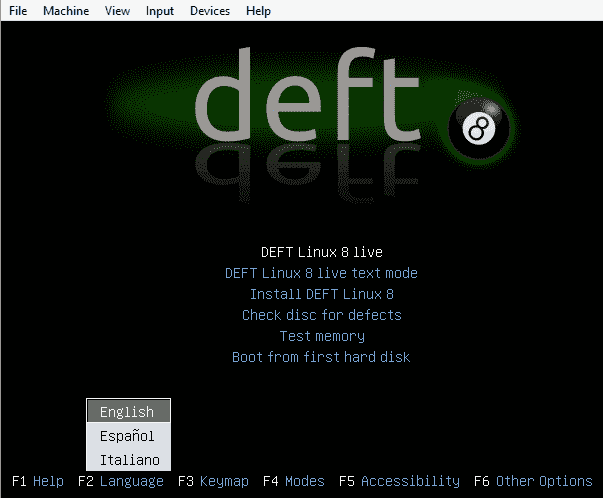 File Machine View Input Devices Help
deft 8
DEFT Linux 8 live
DEFT Linux 8 live text mode
Install DEFT Linux 8
Check disc for defects
Test memory
Boot from first hard disk
English
Español
Italiano
F1 Help F2 Language F3 Keymap F4 Modes F5 Accessibility F6 Other Options